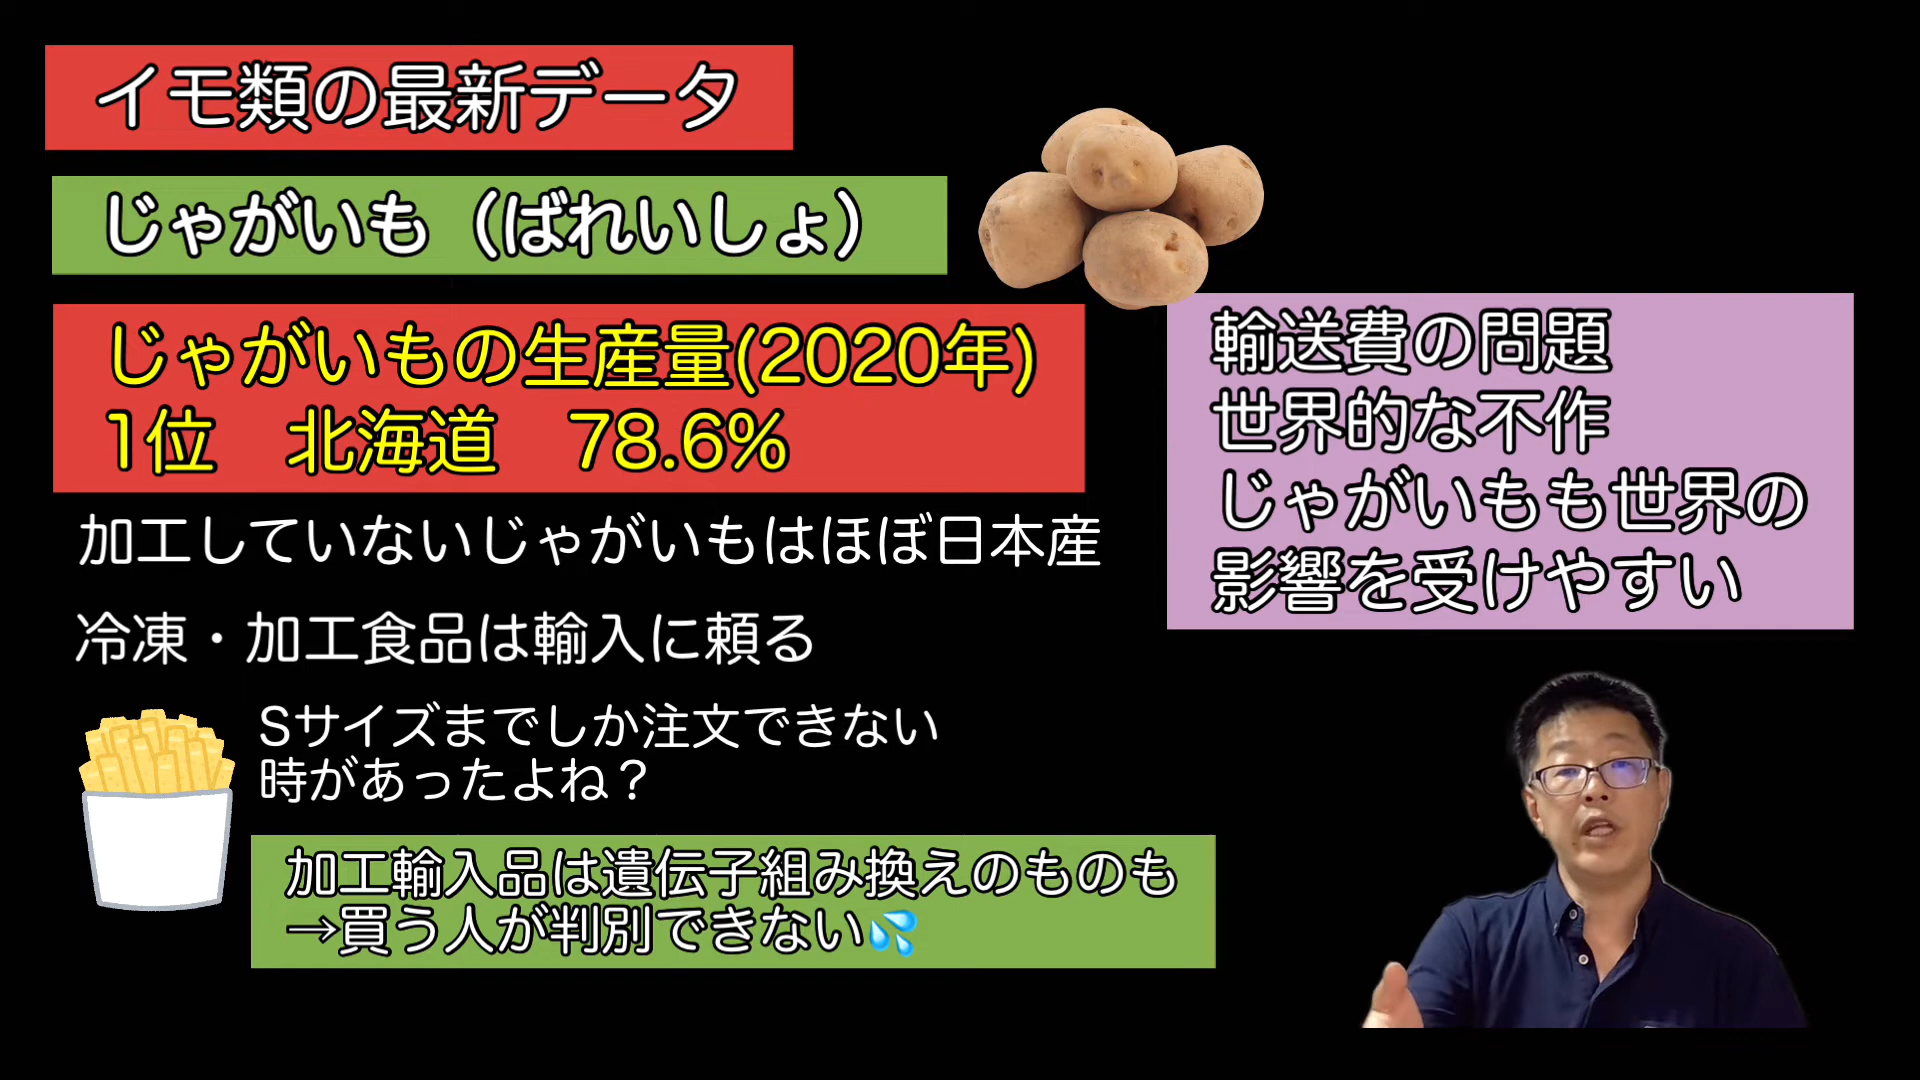 イモ類の最新データ
じゃがいも（ばれいしょ）
じゃがいもの生産量(2020年)
1位　北海道　78.6%
加工していないじゃがいもはほぼ日本産
冷凍・加工食品は輸入に頼る
Sサイズまでしか注文できない
時があったよね？
加工輸入品は遺伝子組み換えのものも
→買う人が判別できない💦
輸送費の問題
世界的な不作
じゃがいもも世界の
影響を受けやすい